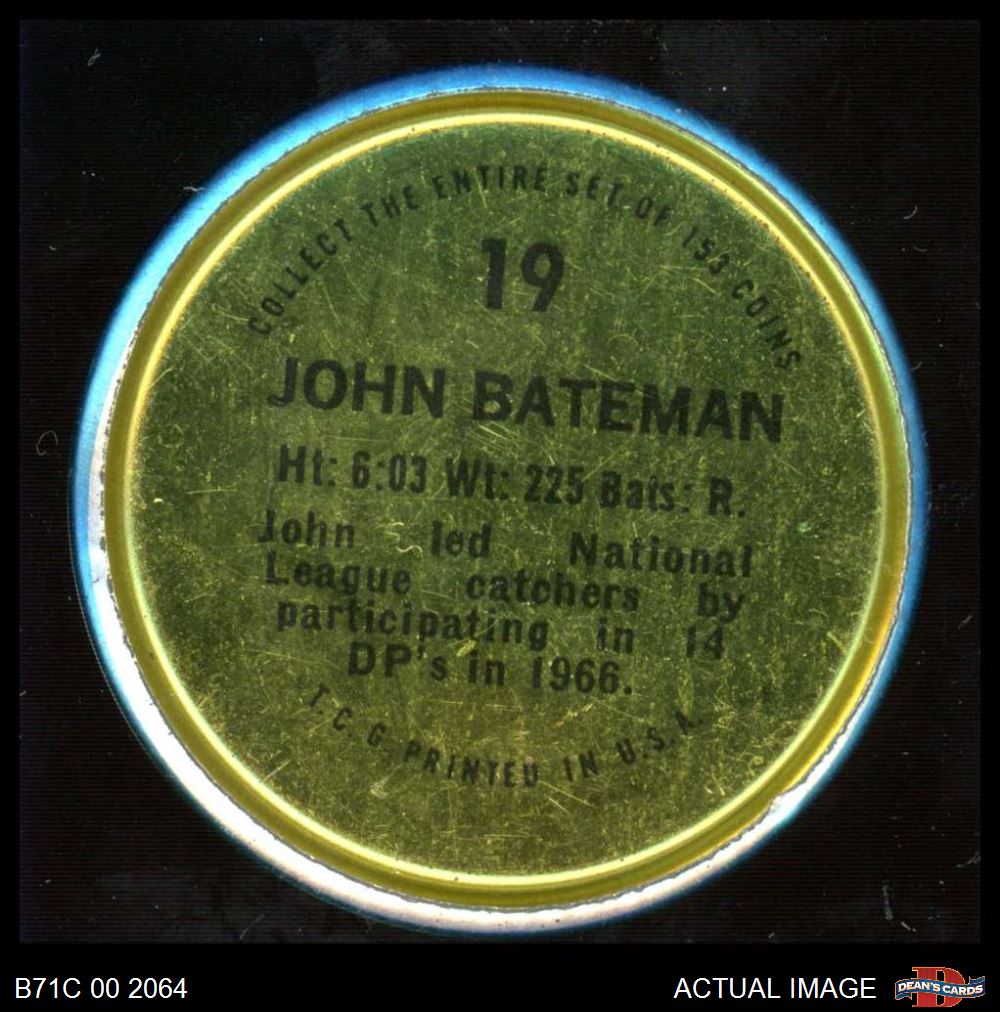 COLLECT THE ENTIRE SET OF 153 COINS
19
JOHN BATEMAN
Ht: 6:03 Wt: 225 Bats: R.
John led National
League catchers by
participating in 14
DP's in 1966.
T.C.G. PRINTED IN U.S.A.
B71C 00 2064
ACTUAL IMAGE
DEAN'S CARDS